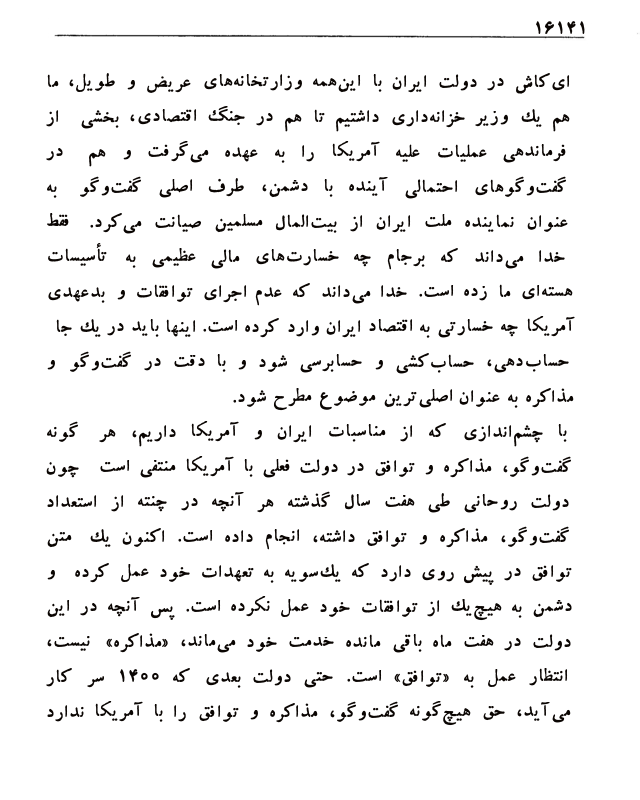 ۱۶۱۴۱
ای‌کاش در دولت ایران با این‌همه وزارتخانه‌های عریض و طویل، ما
هم یك وزیر خزانه‌داری داشتیم تا هم در جنگ اقتصادی، بخشی از
فرماندهی عملیات علیه آمریکا را به عهده می‌گرفت و هم در
گفت‌وگوهای احتمالی آینده با دشمن، طرف اصلی گفت‌وگو به
عنوان نماینده ملت ایران از بیت‌المال مسلمین صیانت می‌کرد. فقط
خدا می‌داند که برجام چه خسارت‌های مالی عظیمی به تأسیسات
هسته‌ای ما زده است. خدا می‌داند که عدم اجرای توافقات و بدعهدی
آمریکا چه خسارتی به اقتصاد ایران وارد کرده است. اینها باید در یك جا
حساب‌دهی، حساب‌کشی و حسابرسی شود و با دقت در گفت‌وگو و
مذاکره به عنوان اصلی‌ترین موضوع مطرح شود.
با چشم‌اندازی که از مناسبات ایران و آمریکا داریم، هر گونه
گفت‌وگو، مذاکره و توافق در دولت فعلی با آمریکا منتفی است چون
دولت روحانی طی هفت سال گذشته هر آنچه در چنته از استعداد
گفت‌وگو، مذاکره و توافق داشته، انجام داده است. اکنون یك متن
توافق در پیش روی دارد که یك‌سویه به تعهدات خود عمل کرده و
دشمن به هیچ‌یك از توافقات خود عمل نکرده است. پس آنچه در این
دولت در هفت ماه باقی مانده خدمت خود می‌ماند، «مذاکره» نیست،
انتظار عمل به «توافق» است. حتی دولت بعدی که ۱۴۰۰ سر کار
می‌آید، حق هیچ‌گونه گفت‌وگو، مذاکره و توافق را با آمریکا ندارد